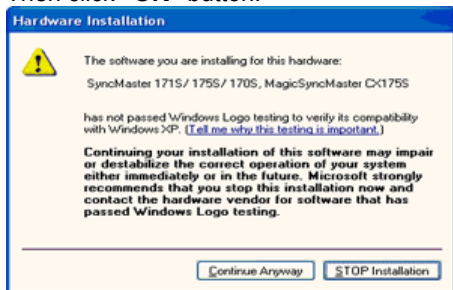 Then click "OK" button.
Hardware Installation
The software you are installing for this hardware:
SyncMaster 171S/ 175S/ 170S, MagicSyncMaster CX175S
has not passed Windows Logo testing to verify its compatibility
with Windows XP. (Tell me why this testing is important.)
Continuing your installation of this software may impair
or destabilize the correct operation of your system
either immediately or in the future. Microsoft strongly
recommends that you stop this installation now and
contact the hardware vendor for software that has
passed Windows Logo testing.
Continue Anyway STOP Installation